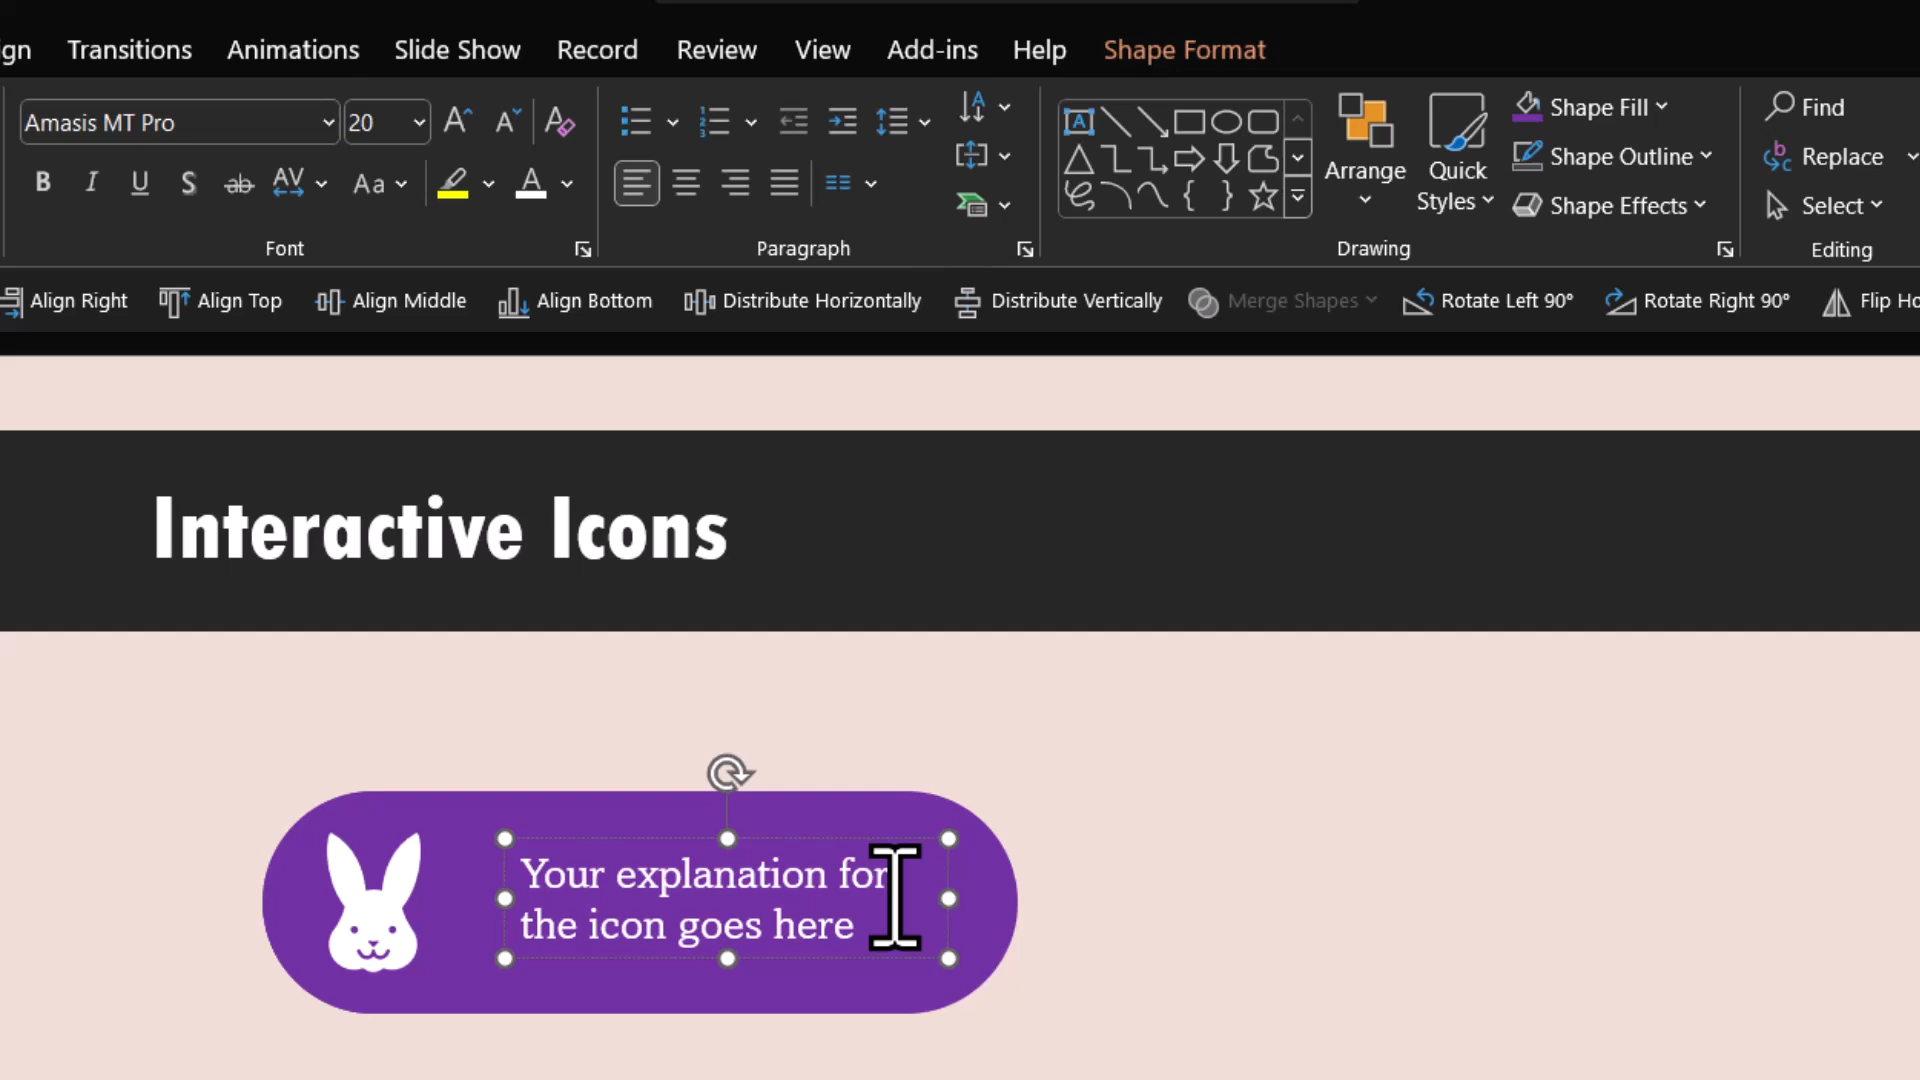 ign Transitions Animations Slide Show Record Review View Add-ins Help Shape Format
Amasis MT Pro 20
Shape Fill
Find
Shape Outline
Replace
Arrange
Quick Styles
Shape Effects
Select
Font
Paragraph
Drawing
Editing
Align Right Align Top Align Middle Align Bottom Distribute Horizontally Distribute Vertically Merge Shapes Rotate Left 90° Rotate Right 90° Flip Ho
Interactive Icons
Your explanation for
the icon goes here